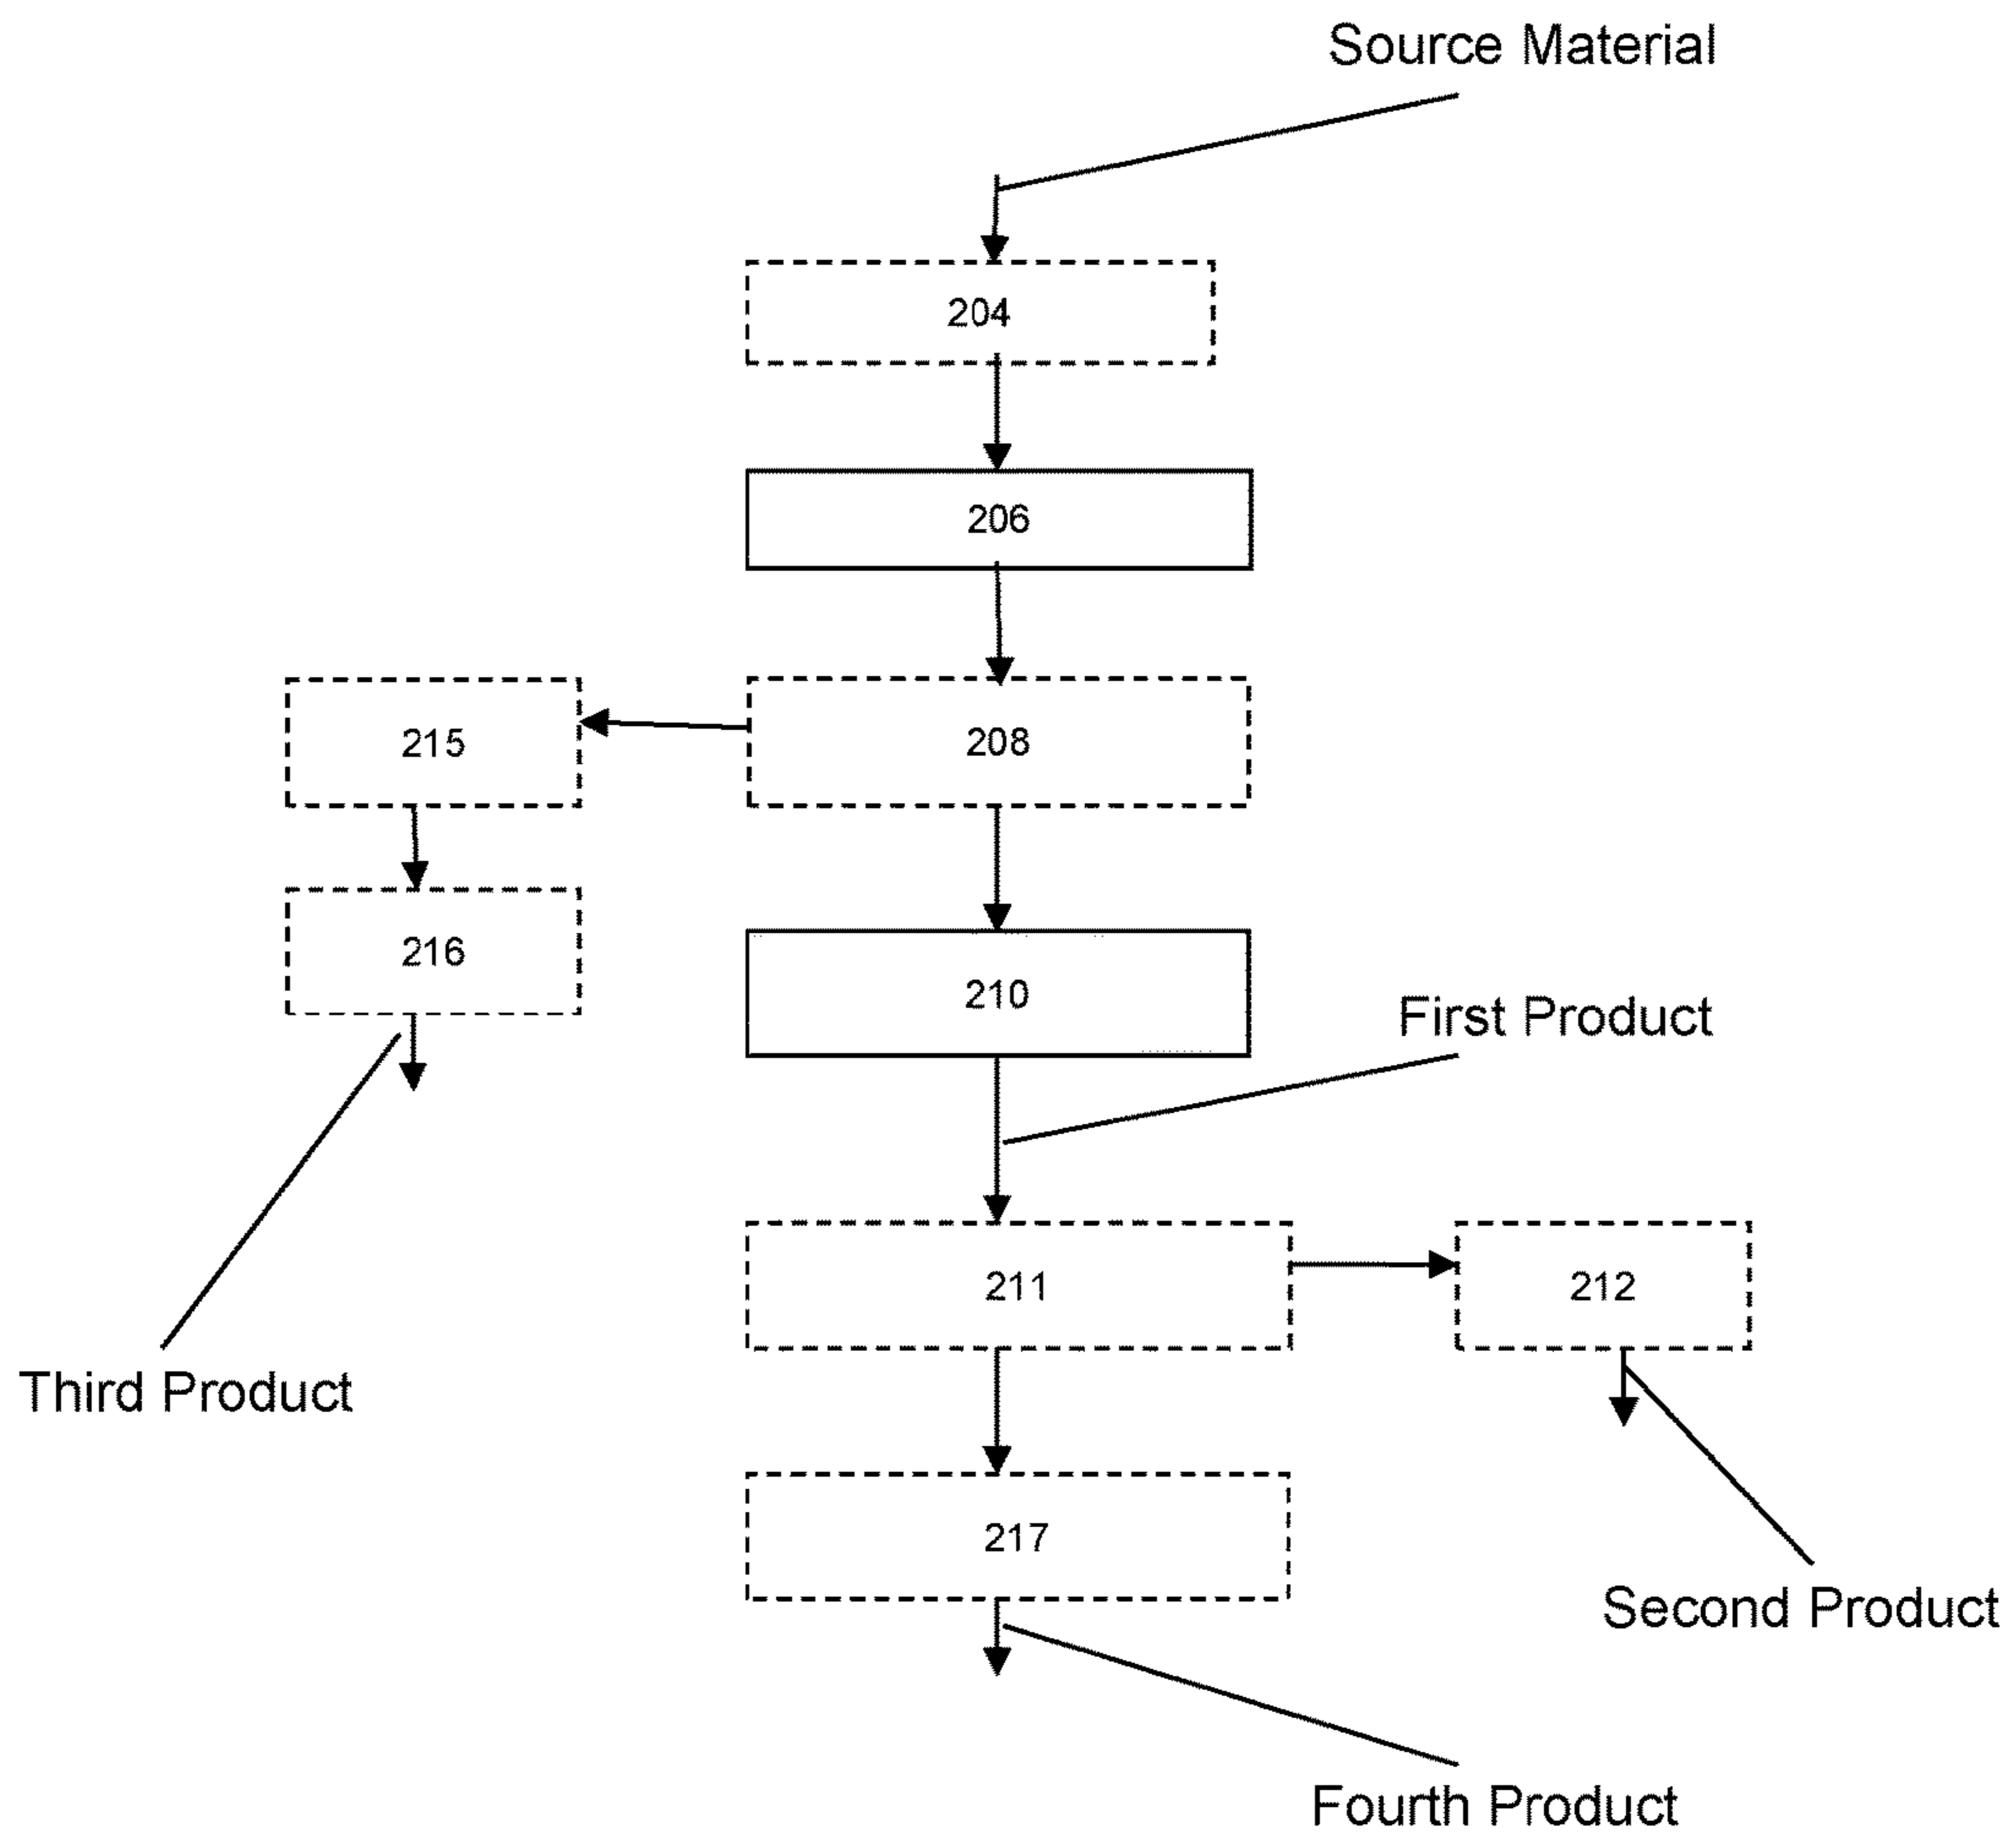 Source Material
204
206
215
208
216
210
First Product
211
212
Third Product
217
Second Product
Fourth Product